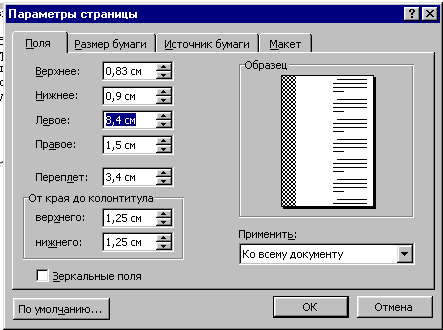 Параметры страницы
Поля Размер бумаги Источник бумаги Макет
Верхнее: 0,83 см
Нижнее: 0,9 см
Левое: 8,4 см
Правое: 1,5 см
Переплет: 3,4 см
От края до колонтитула
верхнего: 1,25 см
нижнего: 1,25 см
Зеркальные поля
Образец
Применить:
Ко всему документу
По умолчанию... ОК Отмена